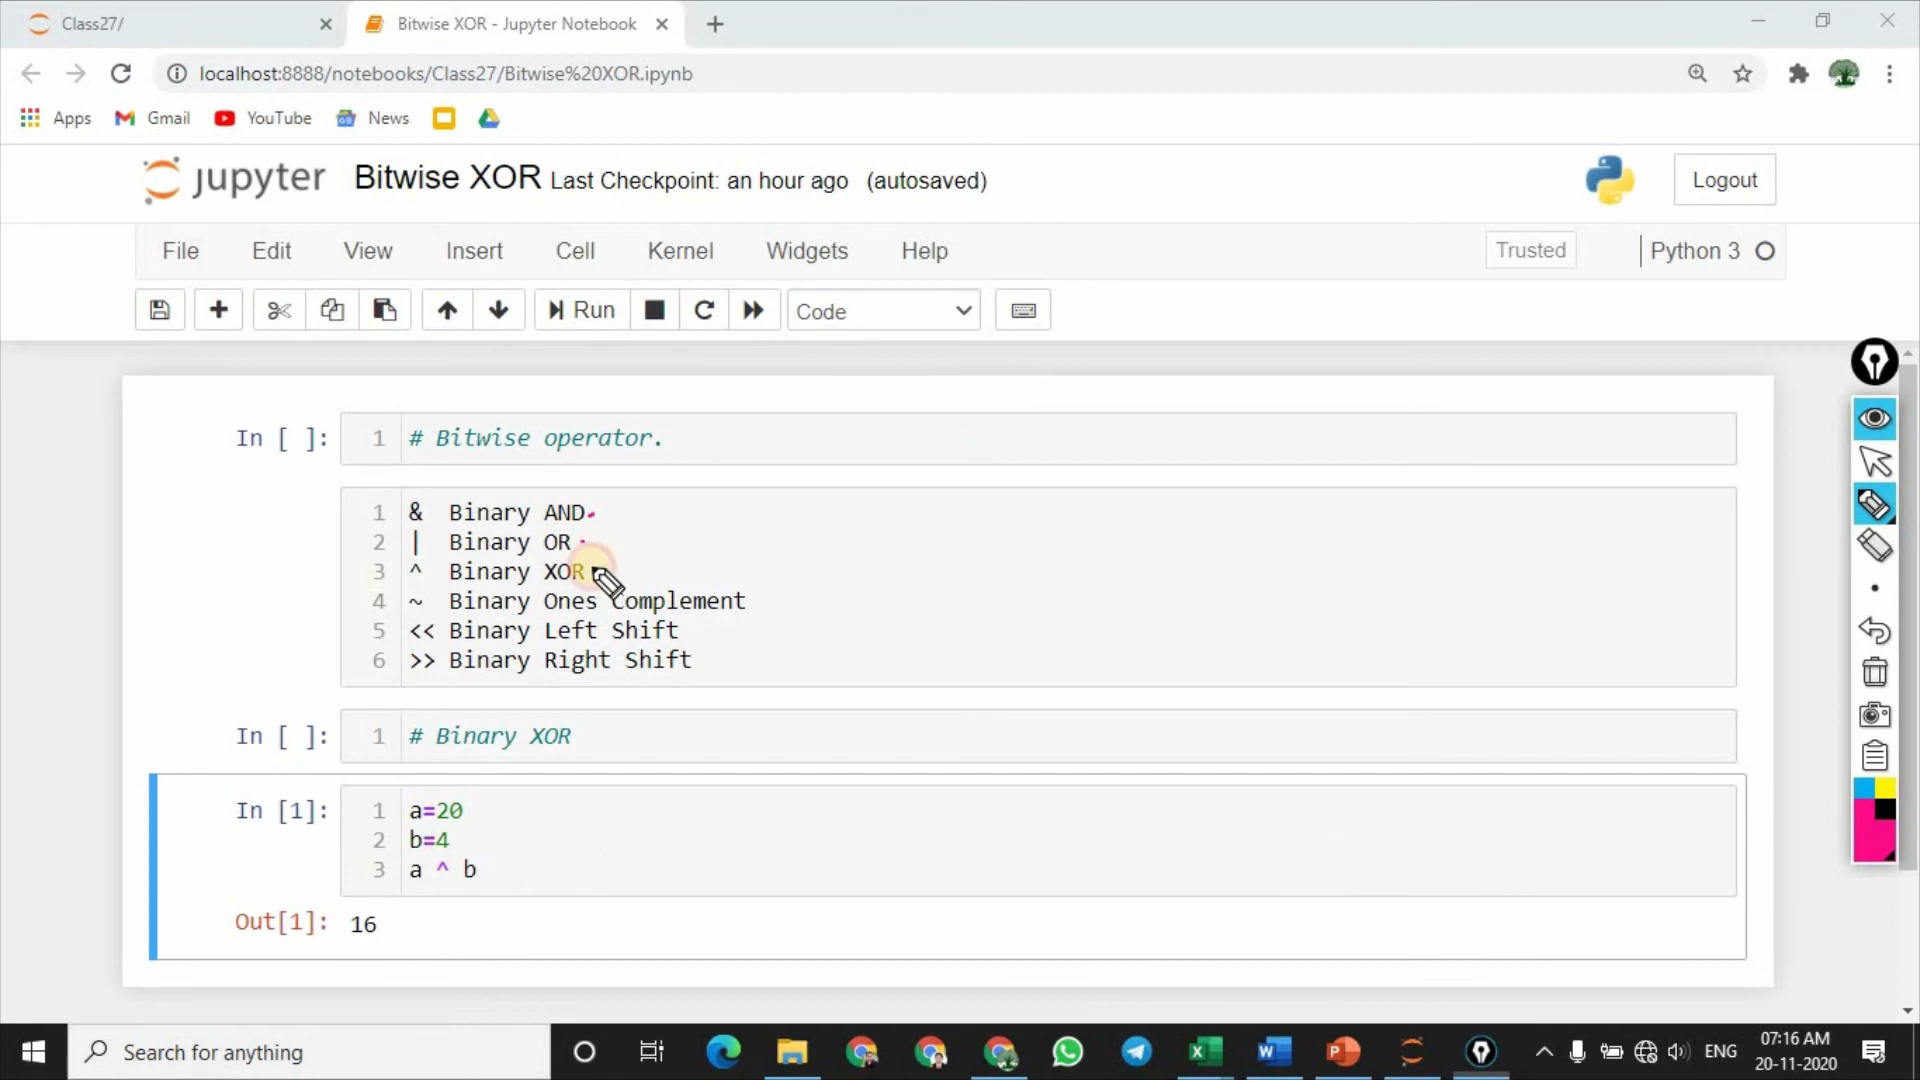 Class27/
Bitwise XOR - Jupyter Notebook
localhost:8888/notebooks/Class27/Bitwise%20XOR.ipynb
Apps Gmail YouTube News
jupyter Bitwise XOR Last Checkpoint: an hour ago (autosaved) Logout
File Edit View Insert Cell Kernel Widgets Help Trusted Python 3
Run Code
In [ ]: 1 # Bitwise operator.
1 & Binary AND
2 | Binary OR
3 ^ Binary XOR
4 ~ Binary Ones Complement
5 << Binary Left Shift
6 >> Binary Right Shift
In [ ]: 1 # Binary XOR
In [1]: 1 a=20
2 b=4
3 a ^ b
Out[1]: 16
Search for anything
ENG
07:16 AM
20-11-2020